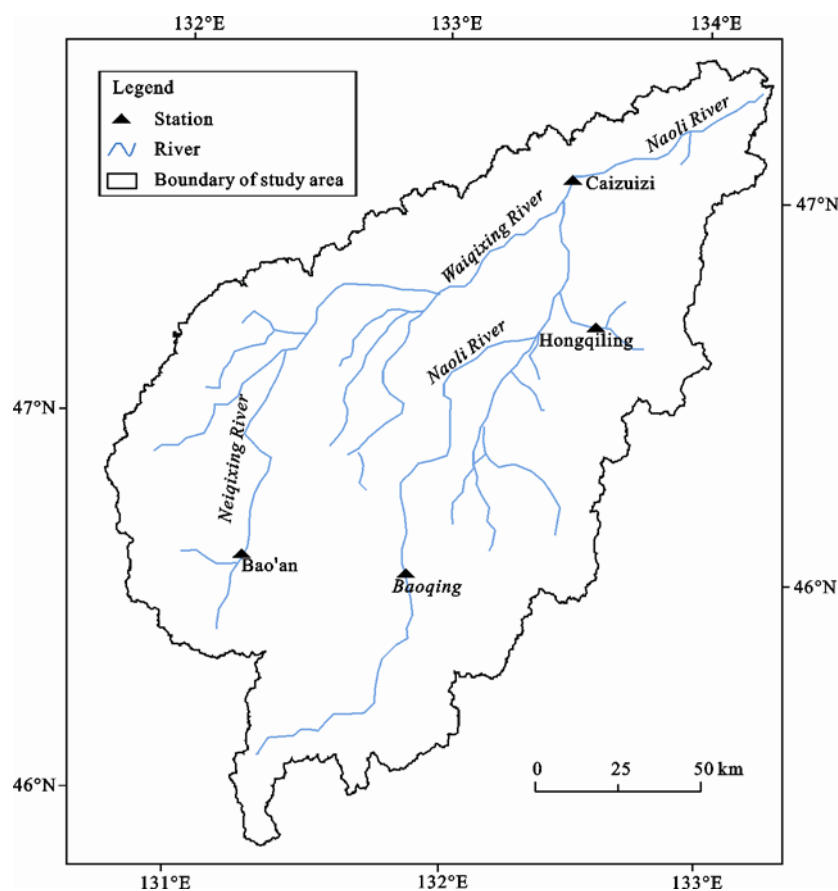 132°E 133°E 134°E
Legend
Station
River
Boundary of study area
Naoli River
Caizuizi
47°N
Waiqixing River
Naoli River
Hongqiling
47°N
Neiqixing River
Bao'an
Baoqing
46°N
46°N
0 25 50 km
131°E 132°E 133°E